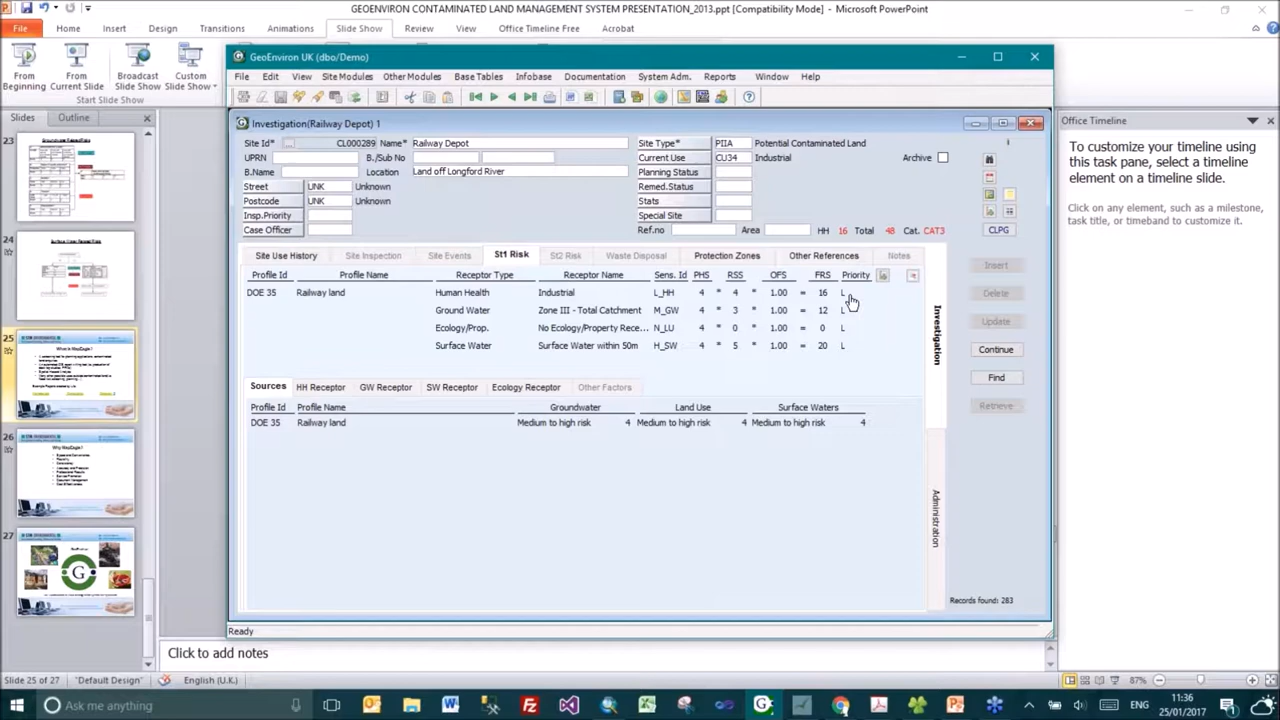 GEOENVIRON CONTAMINATED LAND MANAGEMENT SYSTEM PRESENTATION_2013.ppt [Compatibility Mode] - Microsoft PowerPoint
File Home Insert Design Transitions Animations Slide Show Review View Office Timeline Free Acrobat
From Beginning
From Current Slide
Broadcast Slide Show
Custom Slide Show
Start Slide Show
Slides Outline
23
24
25
26
27
GeoEnviron UK (dbo/Demo)
File Edit View Site Modules Other Modules Base Tables Infobase Documentation System Adm. Reports Window Help
Investigation(Railway Depot) 1
Site Id* ... CL000289 Name* Railway Depot Site Type* PIIA Potential Contaminated Land
UPRN B./Sub No Current Use CU34 Industrial Archive
B.Name Location Land off Longford River Planning Status
Street UNK Unknown Remed.Status
Postcode UNK Unknown Stats
Insp.Priority Special Site
Case Officer Ref.no Area HH 16 Total 48 Cat. CAT3 CLPG
Site Use History Site Inspection Site Events St1 Risk St2 Risk Waste Disposal Protection Zones Other References Notes
Profile Id Profile Name Receptor Type Receptor Name Sens. Id PHS RSS OFS FRS Priority
DOE 35 Railway land Human Health Industrial L_HH 4 * 4 * 1.00 = 16 L
Ground Water Zone III - Total Catchment M_GW 4 * 3 * 1.00 = 12 L
Ecology/Prop. No Ecology/Property Rece... N_LU 4 * 0 * 1.00 = 0 L
Surface Water Surface Water within 50m H_SW 4 * 5 * 1.00 = 20 L
Insert
Delete
Update
Continue
Find
Retrieve
Investigation
Administration
Sources HH Receptor GW Receptor SW Receptor Ecology Receptor Other Factors
Profile Id Profile Name Groundwater Land Use Surface Waters
DOE 35 Railway land Medium to high risk 4 Medium to high risk 4 Medium to high risk 4
Records found: 283
Ready
Office Timeline
To customize your timeline using
this task pane, select a timeline
element on a timeline slide.
Click on any element, such as a milestone,
task title, or timeband to customize it.
Click to add notes
Slide 25 of 27 "Default Design" English (U.K.) 87%
Ask me anything
ENG
11:36
25/01/2017